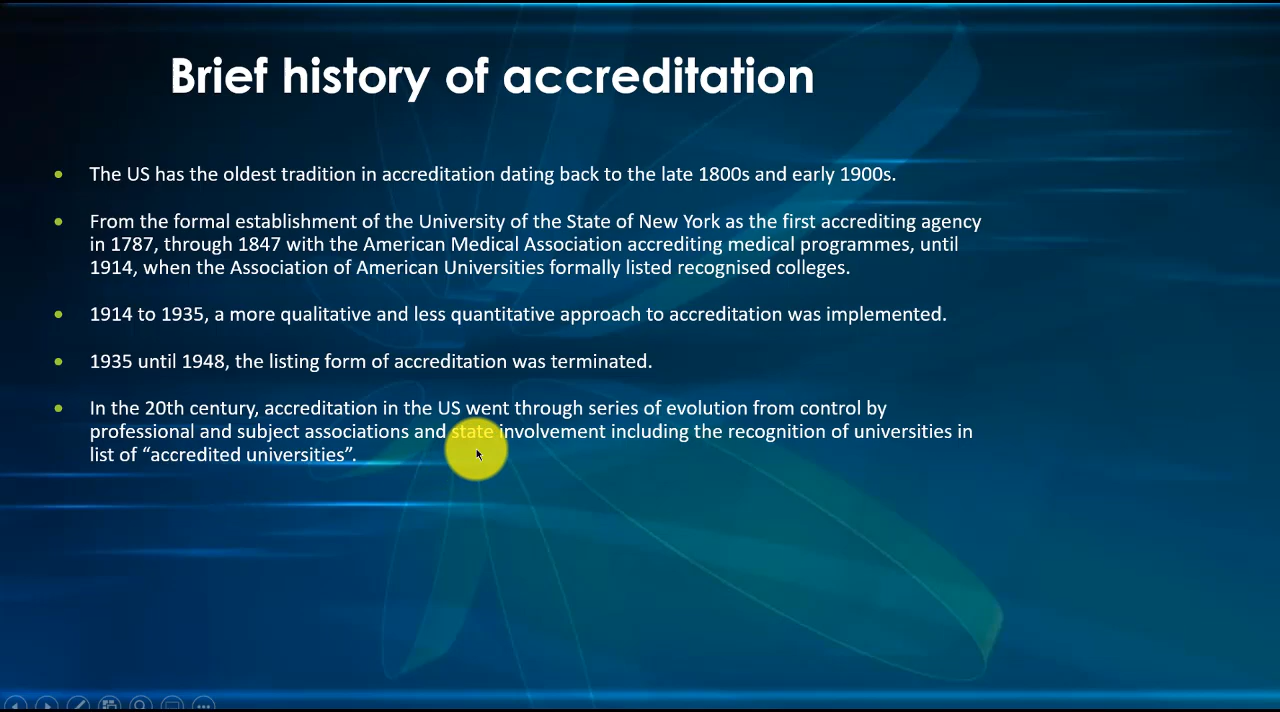 Brief history of accreditation
The US has the oldest tradition in accreditation dating back to the late 1800s and early 1900s.
From the formal establishment of the University of the State of New York as the first accrediting agency
in 1787, through 1847 with the American Medical Association accrediting medical programmes, until
1914, when the Association of American Universities formally listed recognised colleges.
1914 to 1935, a more qualitative and less quantitative approach to accreditation was implemented.
1935 until 1948, the listing form of accreditation was terminated.
In the 20th century, accreditation in the US went through series of evolution from control by
professional and subject associations and state involvement including the recognition of universities in
list of “accredited universities”.